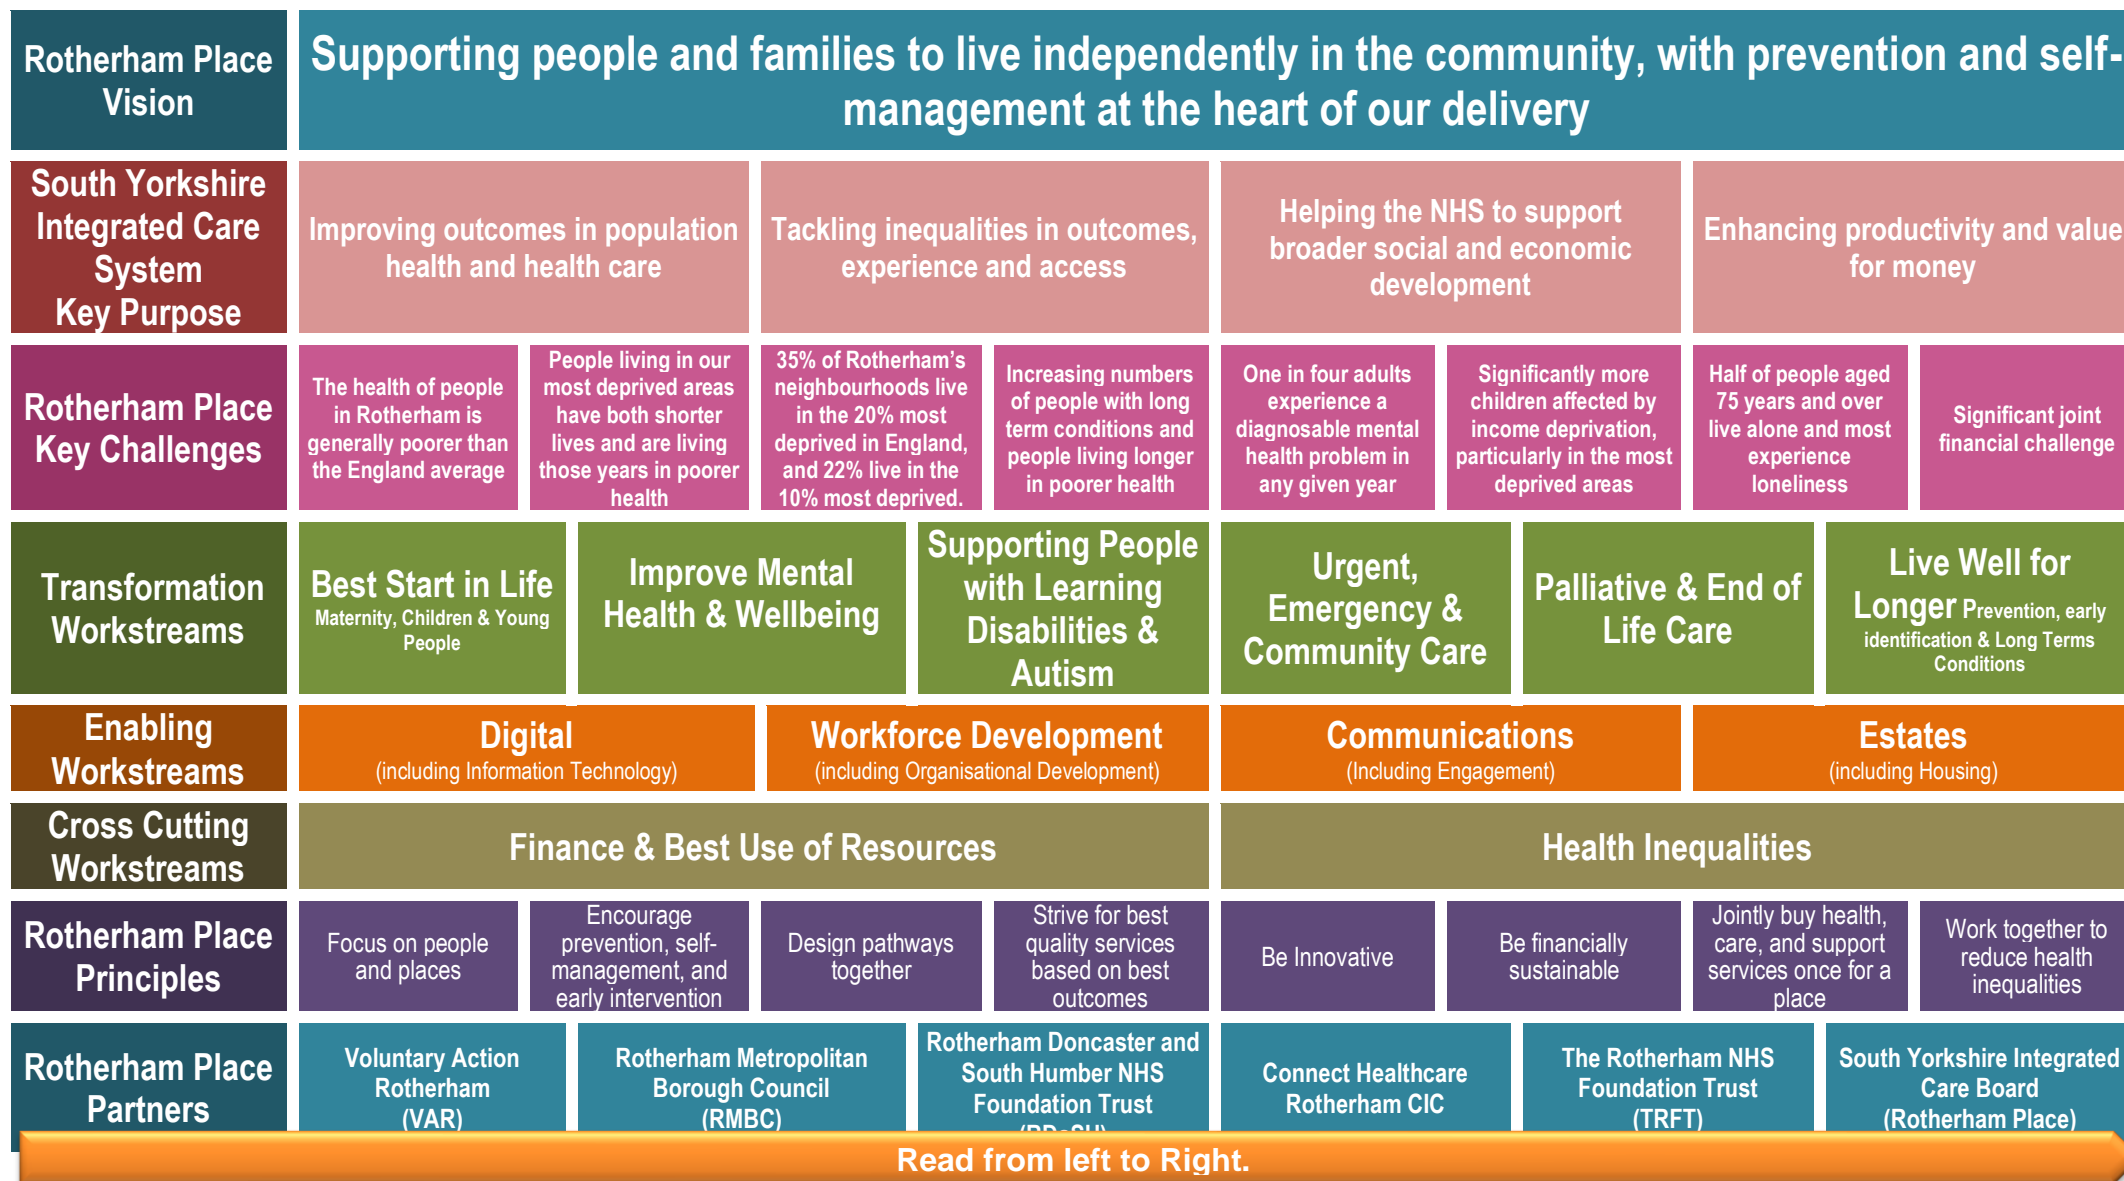 Rotherham Place
Vision
Supporting people and families to live independently in the community, with prevention and self-
management at the heart of our delivery
South Yorkshire
Integrated Care
System
Key Purpose
Improving outcomes in population
health and health care
Tackling inequalities in outcomes,
experience and access
Helping the NHS to support
broader social and economic
development
Enhancing productivity and value
for money
Rotherham Place
Key Challenges
The health of people
in Rotherham is
generally poorer than
the England average
People living in our
most deprived areas
have both shorter
lives and are living
those years in poorer
health
35% of Rotherham's
neighbourhoods live
in the 20% most
deprived in England,
and 22% live in the
10% most deprived.
Increasing numbers
of people with long
term conditions and
people living longer
in poorer health
One in four adults
experience a
diagnosable mental
health problem in
any given year
Significantly more
children affected by
income deprivation,
particularly in the most
deprived areas
Half of people aged
75 years and over
live alone and most
experience
loneliness
Significant joint
financial challenge
Transformation
Workstreams
Best Start in Life
Maternity, Children & Young
People
Improve Mental
Health & Wellbeing
Supporting People
with Learning
Disabilities &
Autism
Urgent,
Emergency &
Community Care
Palliative & End of
Life Care
Live Well for
Longer Prevention, early
identification & Long Terms
Conditions
Enabling
Workstreams
Digital
(including Information Technology)
Workforce Development
(including Organisational Development)
Communications
(Including Engagement)
Estates
(including Housing)
Cross Cutting
Workstreams
Finance & Best Use of Resources
Health Inequalities
Rotherham Place
Principles
Focus on people
and places
Encourage
prevention, self-
management, and
early intervention
Design pathways
together
Strive for best
quality services
based on best
outcomes
Be Innovative
Be financially
sustainable
Jointly buy health,
care, and support
services once for a
place
Work together to
reduce health
inequalities
Rotherham Place
Partners
Voluntary Action
Rotherham
(VAR)
Rotherham Metropolitan
Borough Council
(RMBC)
Rotherham Doncaster and
South Humber NHS
Foundation Trust
(RDaSH)
Connect Healthcare
Rotherham CIC
The Rotherham NHS
Foundation Trust
(TRFT)
South Yorkshire Integrated
Care Board
(Rotherham Place)
Read from left to Right.